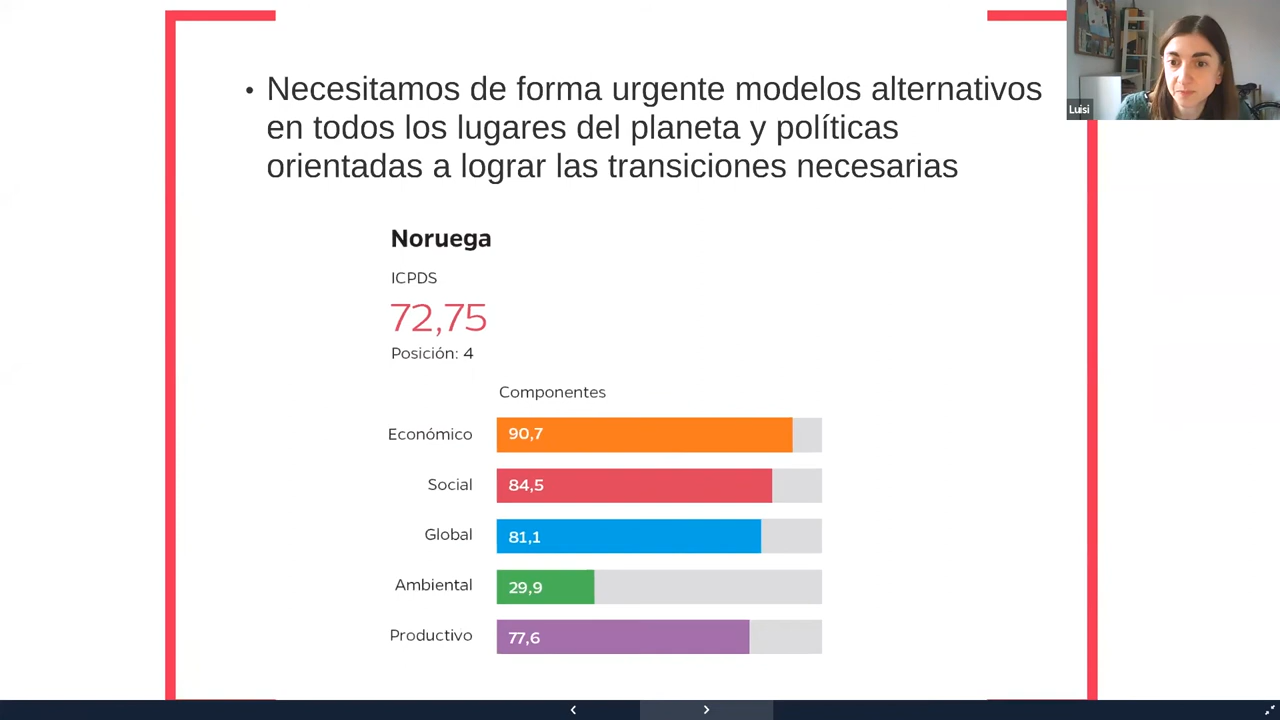 • Necesitamos de forma urgente modelos alternativos
en todos los lugares del planeta y políticas
orientadas a lograr las transiciones necesarias
Luisi
Noruega
ICPDS
72,75
Posición: 4
Componentes
Económico 90,7
Social 84,5
Global 81,1
Ambiental 29,9
Productivo 77,6